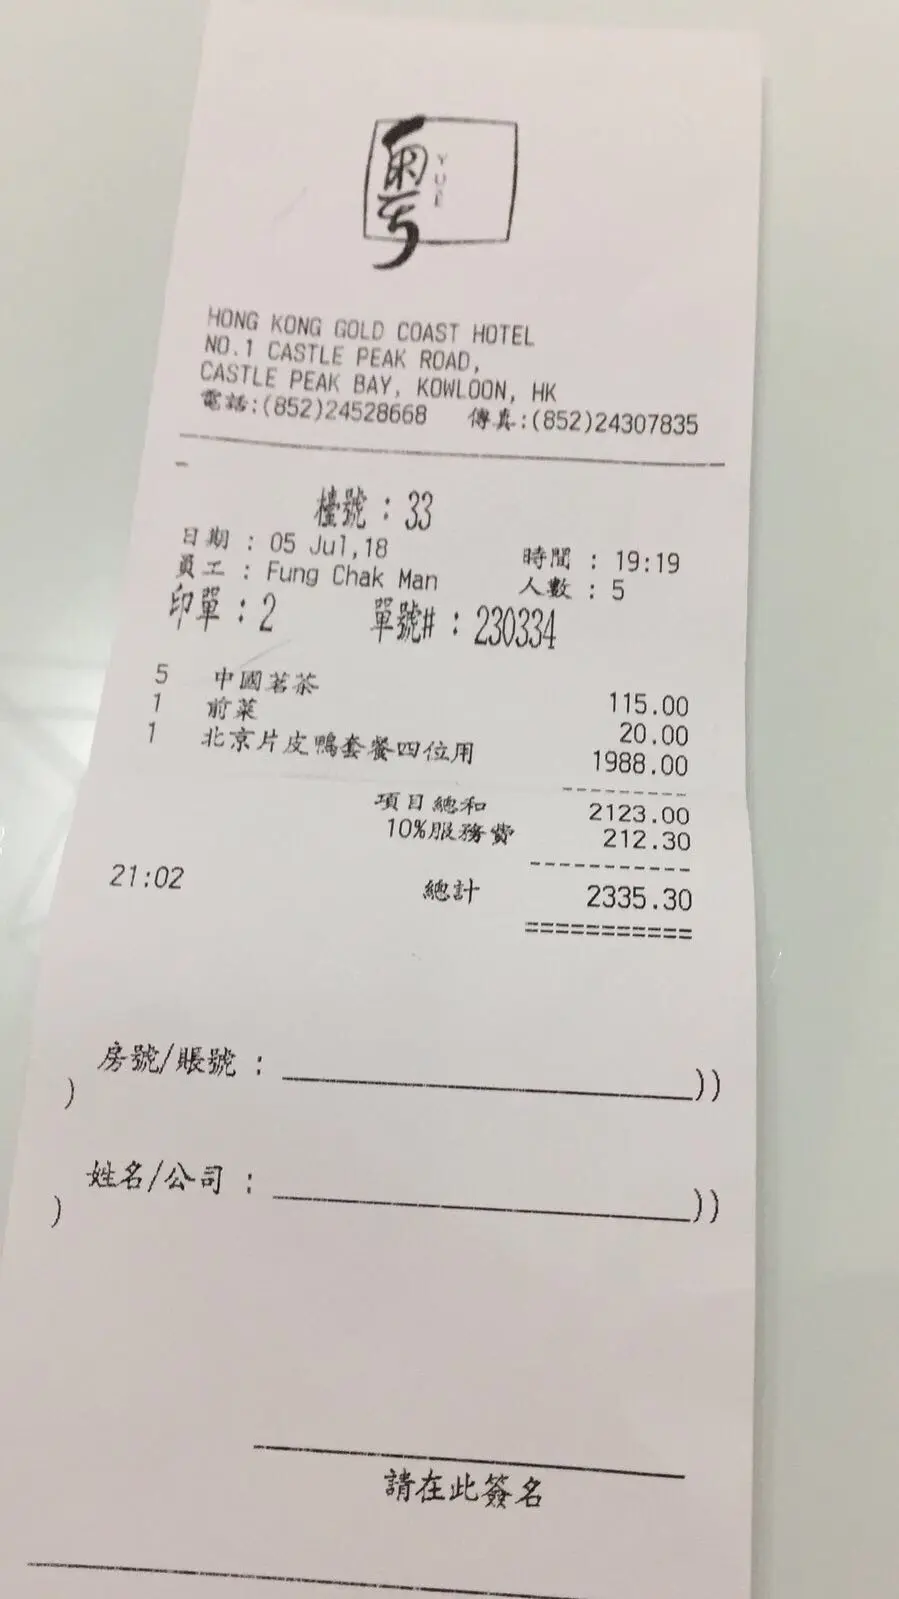 粵
YUE
HONG KONG GOLD COAST HOTEL
NO.1 CASTLE PEAK ROAD,
CASTLE PEAK BAY, KOWLOON, HK
電話:(852)24528668 傳真:(852)24307835
檯號 : 33
日期 : 05 Jul,18 時間 : 19:19
員工 : Fung Chak Man 人數 : 5
印單 : 2 單號# : 230334
5 中國茗茶 115.00
1 前菜 20.00
1 北京片皮鴨套餐四位用 1988.00
項目總和 2123.00
10%服務費 212.30
21:02 總計 2335.30
===========
房號/賬號 : ))
)
姓名/公司 : ))
)
請在此簽名